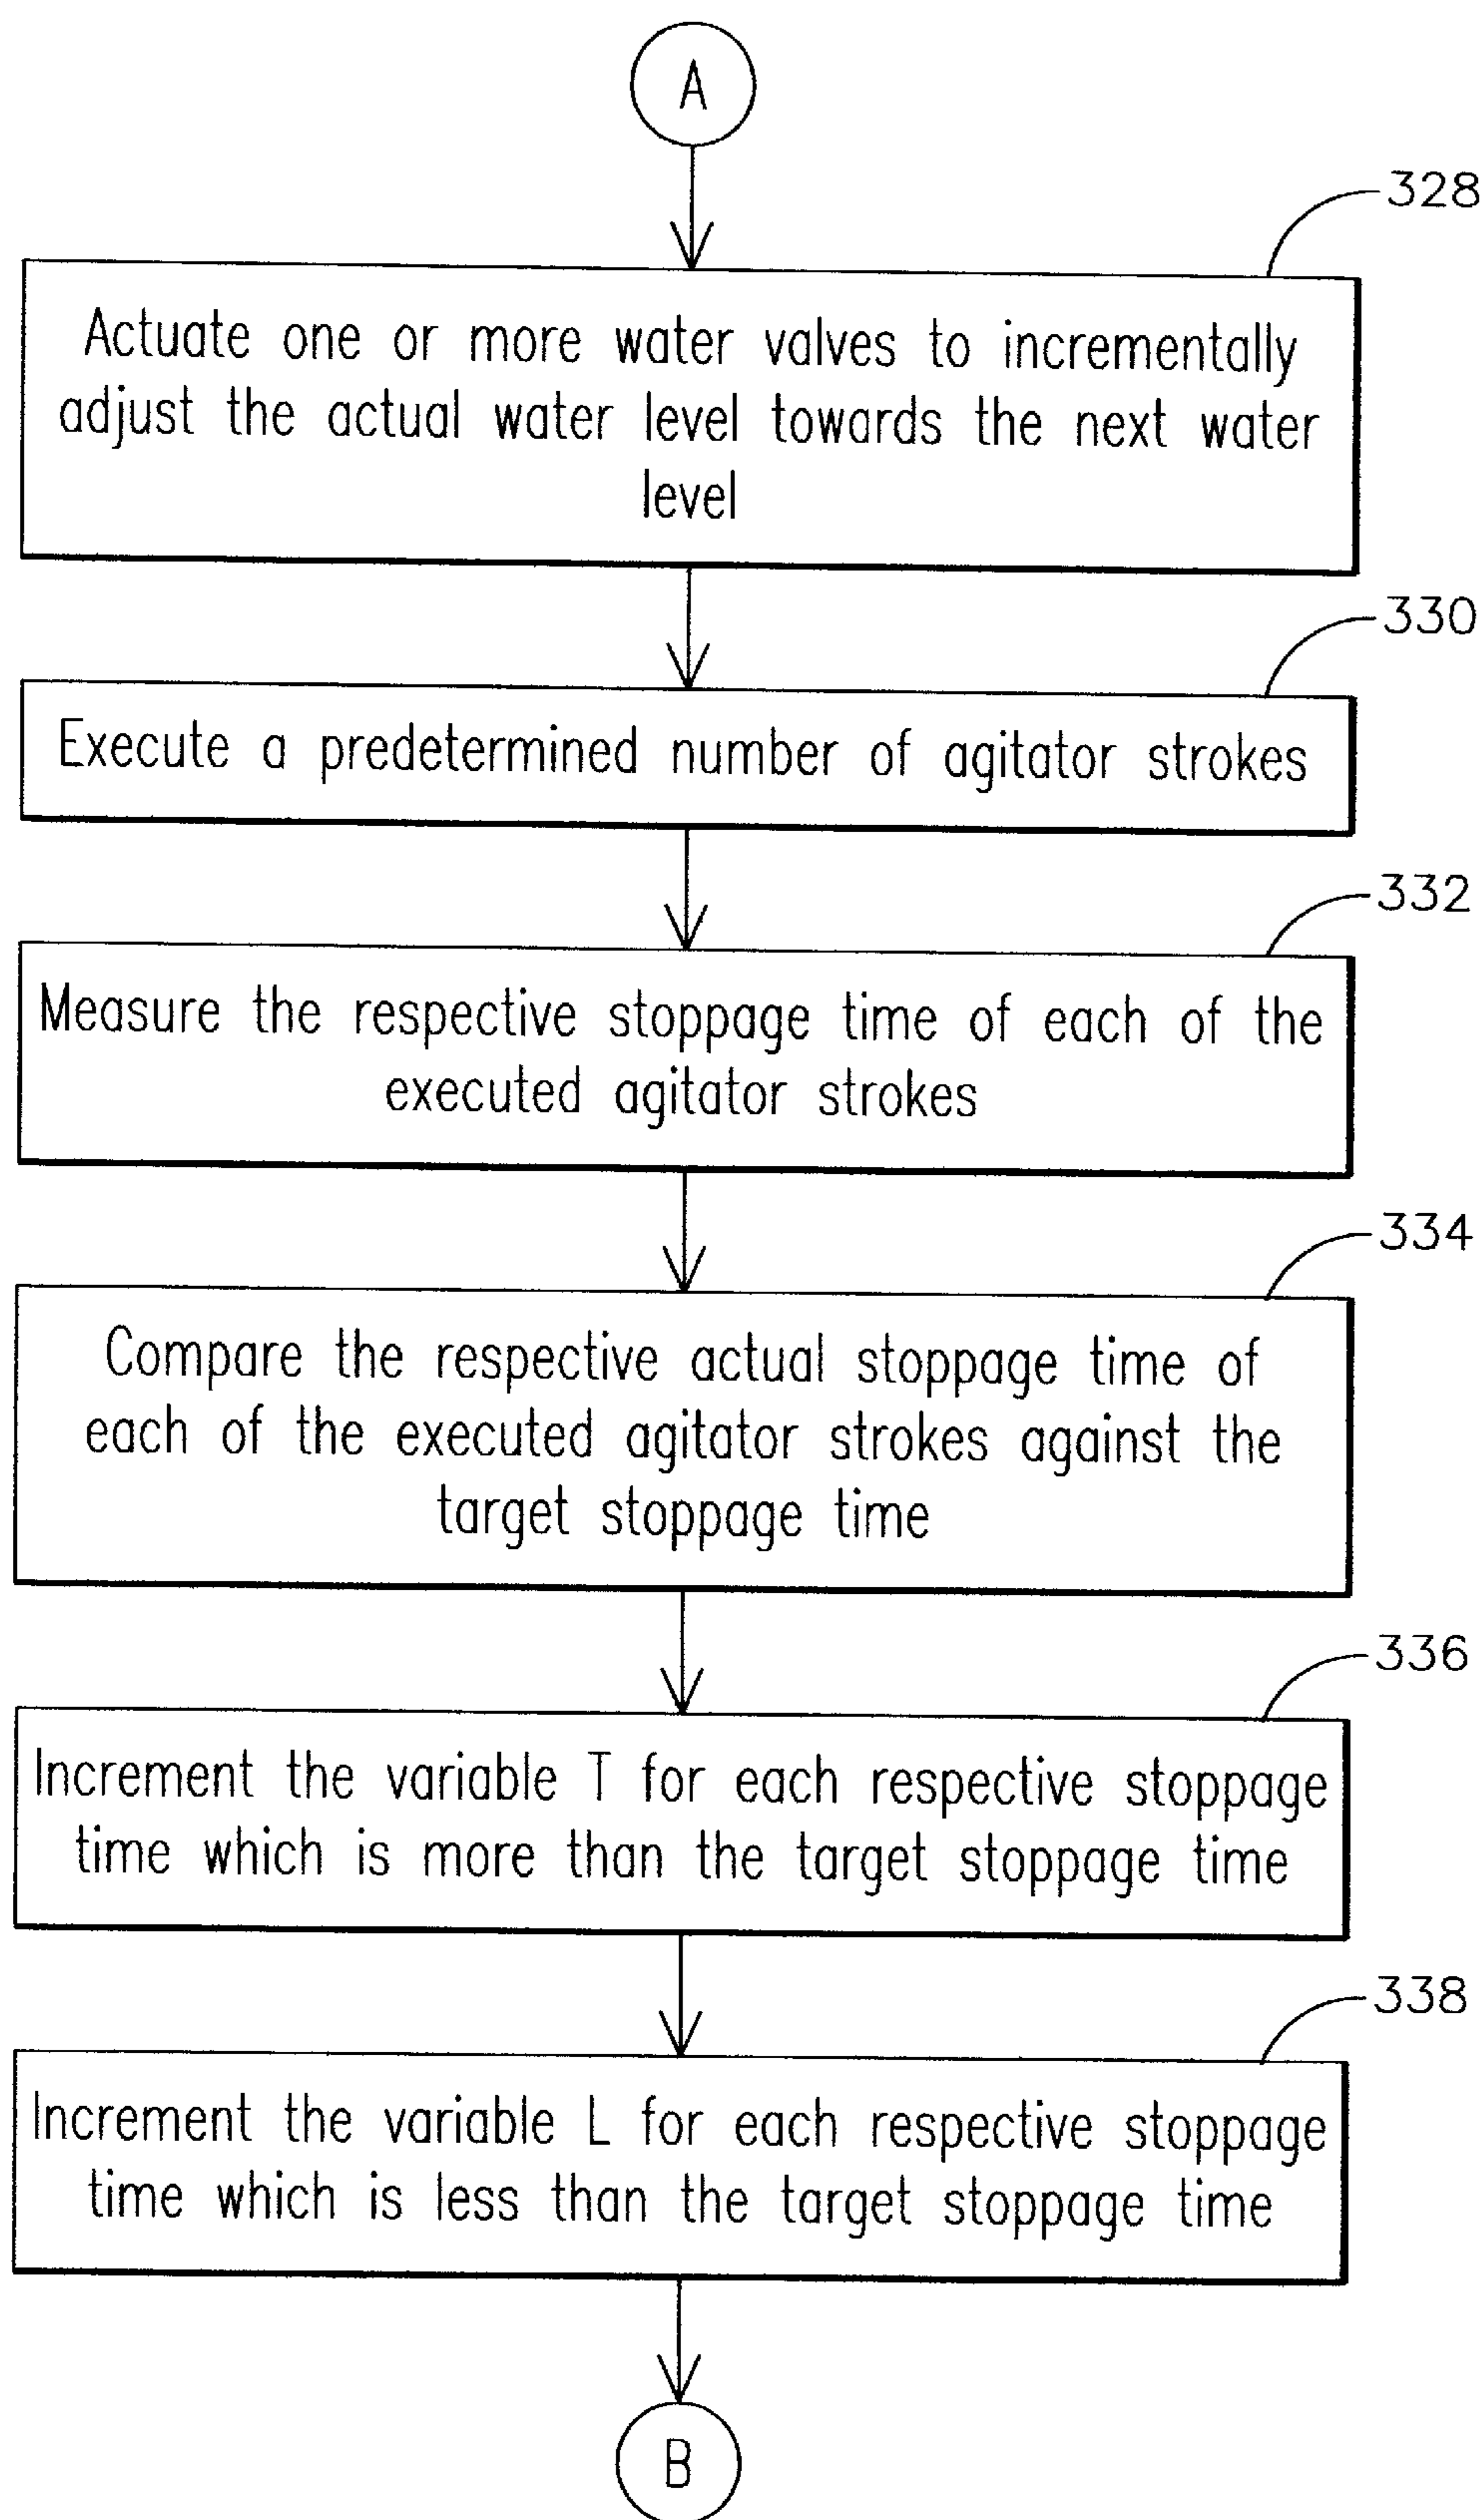 A
328
Actuate one or more water valves to incrementally
adjust the actual water level towards the next water
level
330
Execute a predetermined number of agitator strokes
332
Measure the respective stoppage time of each of the
executed agitator strokes
334
Compare the respective actual stoppage time of
each of the executed agitator strokes against the
target stoppage time
336
Increment the variable T for each respective stoppage
time which is more than the target stoppage time
338
Increment the variable L for each respective stoppage
time which is less than the target stoppage time
B